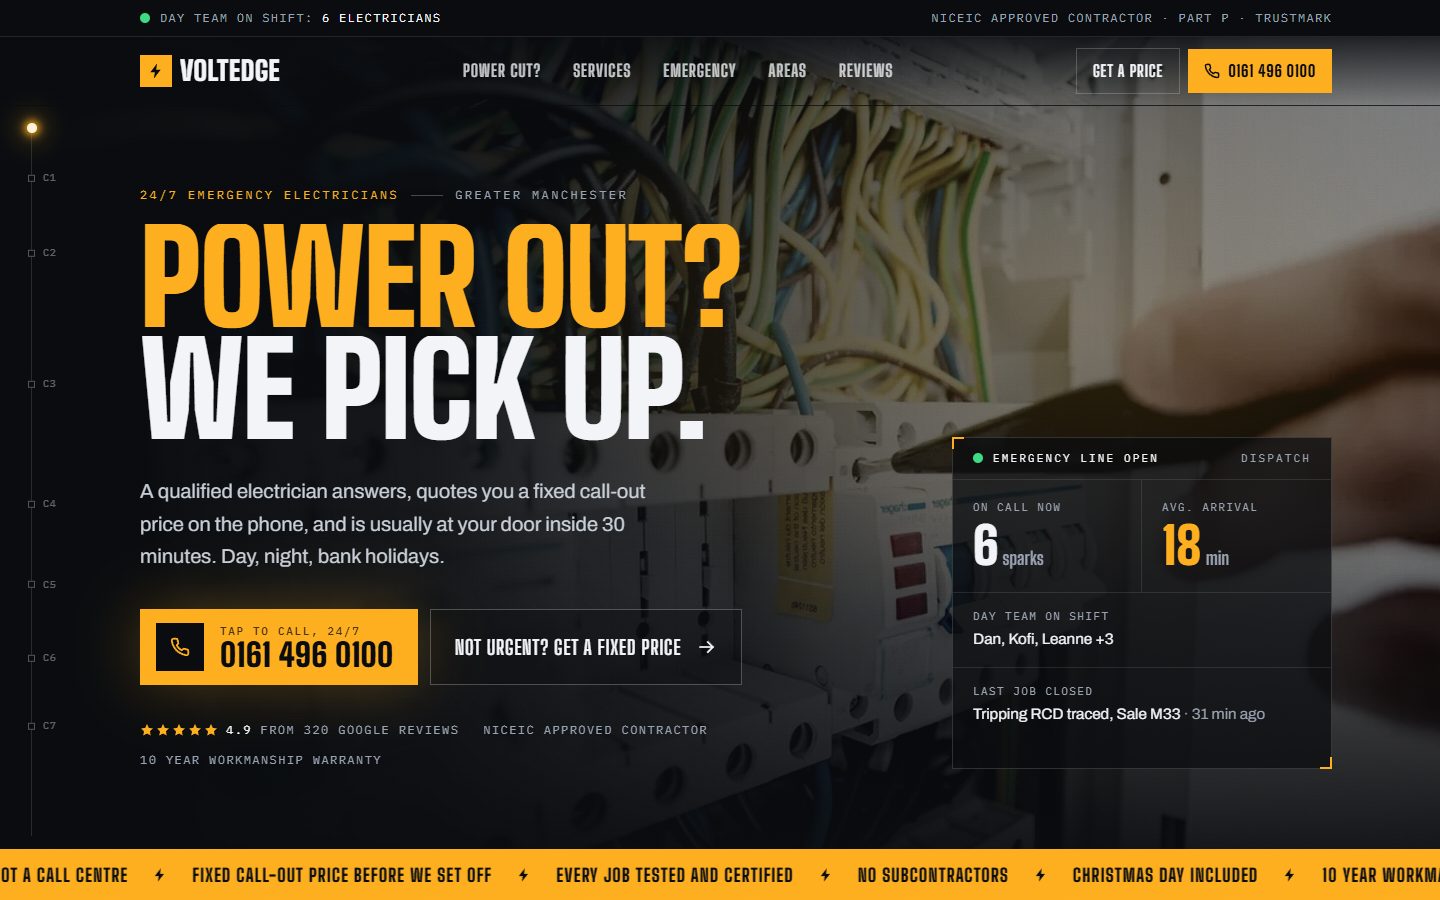 DAY TEAM ON SHIFT: 6 ELECTRICIANS
NICEIC APPROVED CONTRACTOR · PART P · TRUSTMARK
VOLTEDGE
POWER CUT? SERVICES EMERGENCY AREAS REVIEWS
GET A PRICE
0161 496 0100
C1
C2
C3
C4
C5
C6
C7
24/7 EMERGENCY ELECTRICIANS
GREATER MANCHESTER
POWER OUT?
WE PICK UP.
A qualified electrician answers, quotes you a fixed call-out
price on the phone, and is usually at your door inside 30
minutes. Day, night, bank holidays.
TAP TO CALL, 24/7
0161 496 0100
NOT URGENT? GET A FIXED PRICE
4.9 FROM 320 GOOGLE REVIEWS
NICEIC APPROVED CONTRACTOR
10 YEAR WORKMANSHIP WARRANTY
EMERGENCY LINE OPEN
DISPATCH
ON CALL NOW
6 sparks
AVG. ARRIVAL
18 min
DAY TEAM ON SHIFT
Dan, Kofi, Leanne +3
LAST JOB CLOSED
Tripping RCD traced, Sale M33 · 31 min ago
OT A CALL CENTRE FIXED CALL-OUT PRICE BEFORE WE SET OFF EVERY JOB TESTED AND CERTIFIED NO SUBCONTRACTORS CHRISTMAS DAY INCLUDED 10 YEAR WORKM